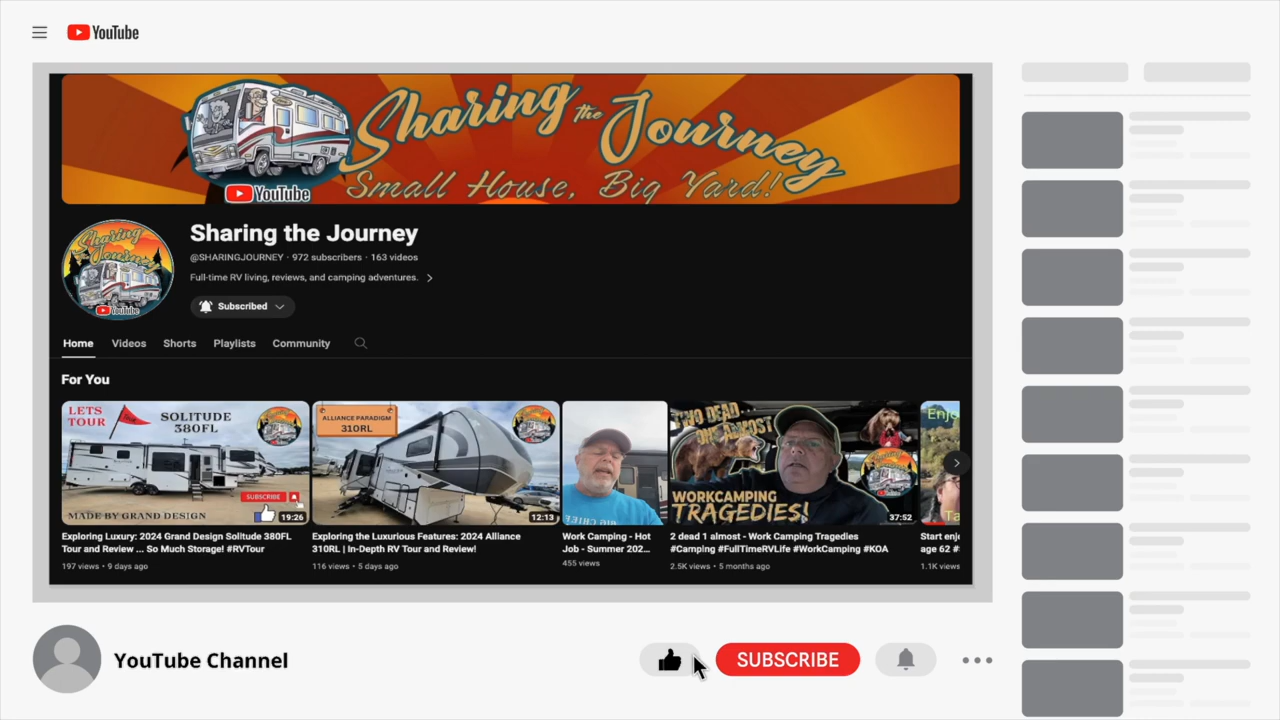 YouTube
Sharing the Journey
Small House, Big Yard!
YouTube
Sharing the Journey
YouTube
Sharing the Journey
@SHARINGJOURNEY · 972 subscribers · 163 videos
Full-time RV living, reviews, and camping adventures.
Subscribed
Home Videos Shorts Playlists Community
For You
LETS TOUR
SOLITUDE 380FL
SUBSCRIBE
MADE BY GRAND DESIGN
19:26
ALLIANCE PARADIGM
310RL
12:13
TWO DEAD
ONE ALMOST
WORKCAMPING
TRAGEDIES!
37:52
Enjo
Ta
Exploring Luxury: 2024 Grand Design Solitude 380FL
Tour and Review ... So Much Storage! #RVTour
197 views · 9 days ago
Exploring the Luxurious Features: 2024 Alliance
310RL | In-Depth RV Tour and Review!
116 views · 5 days ago
Work Camping - Hot
Job - Summer 202...
455 views
2 dead 1 almost - Work Camping Tragedies
#Camping #FullTimeRVLife #WorkCamping #KOA
2.5K views · 5 months ago
Start enj
age 62 #
1.1K views
YouTube Channel
SUBSCRIBE